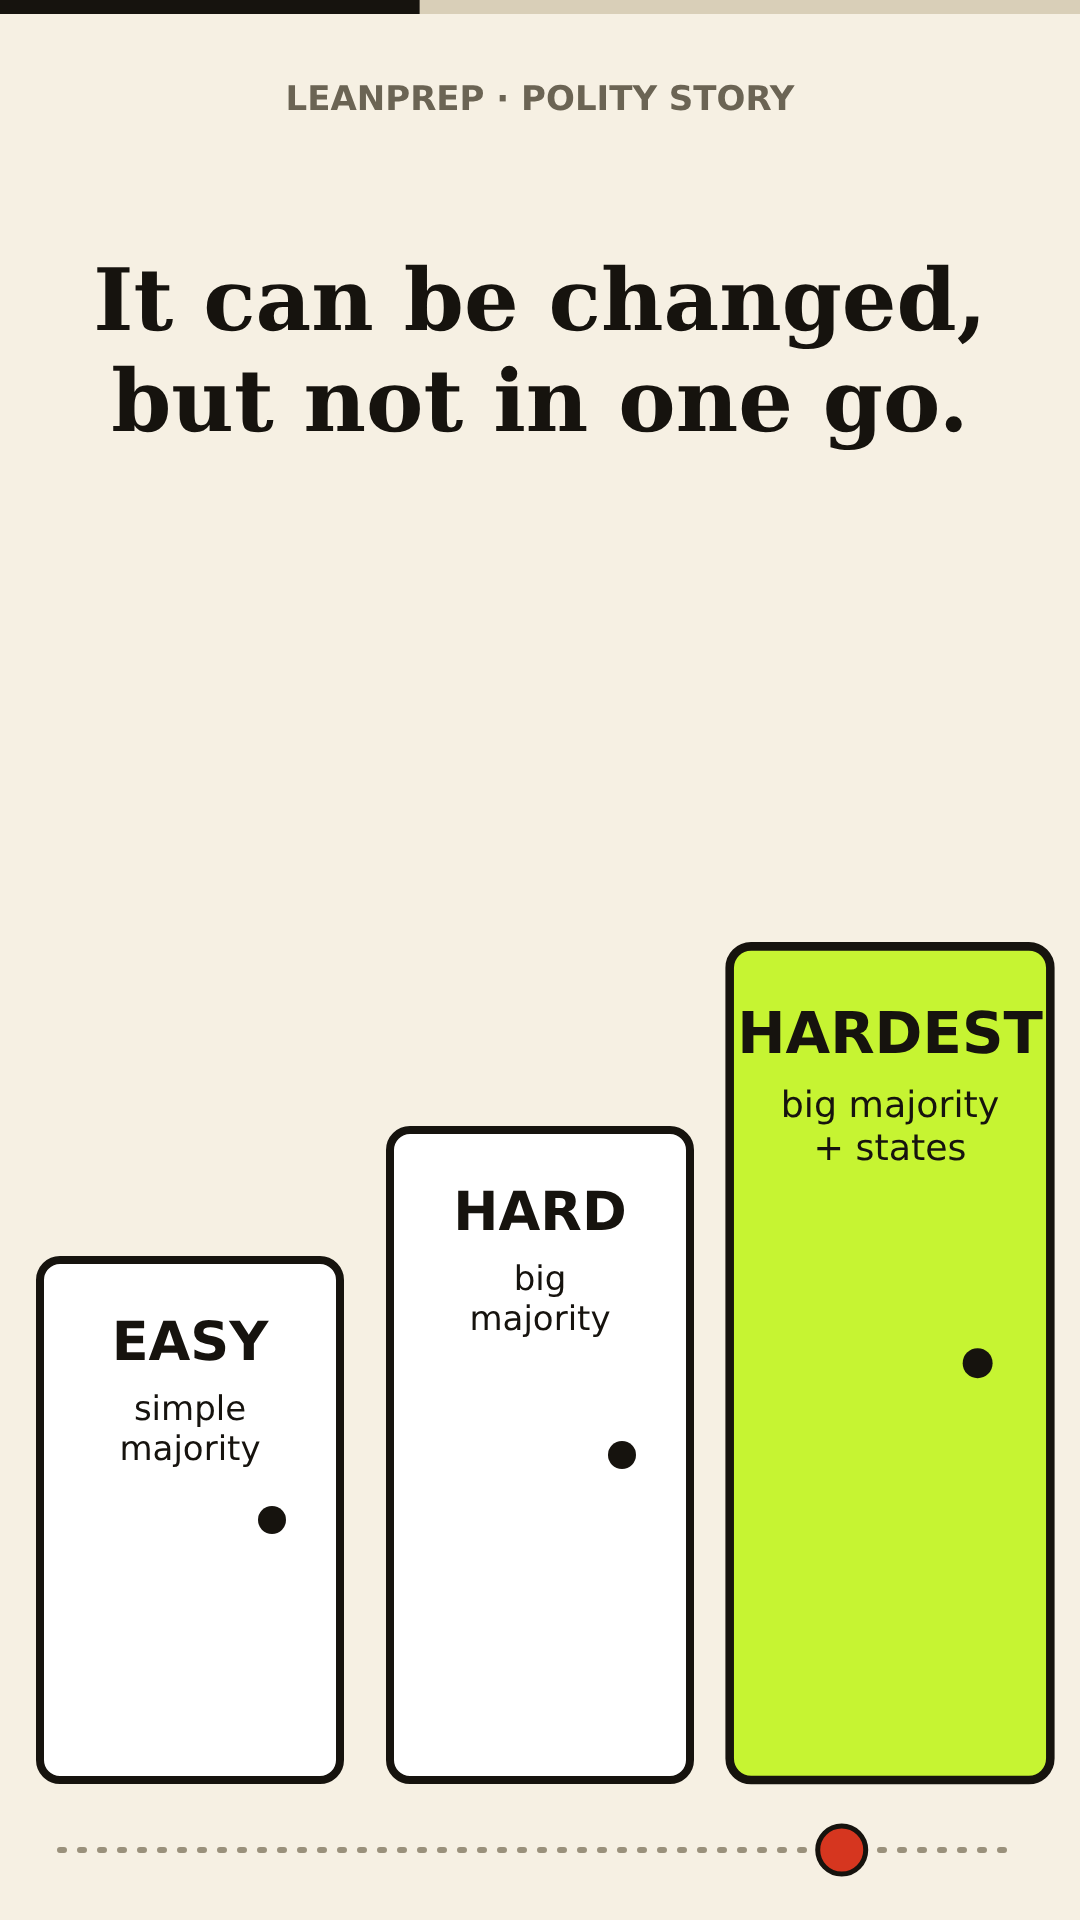 LEANPREP · POLITY STORY
It can be changed,
but not in one go.
EASY
simple
majority
HARD
big
majority
HARDEST
big majority
+ states